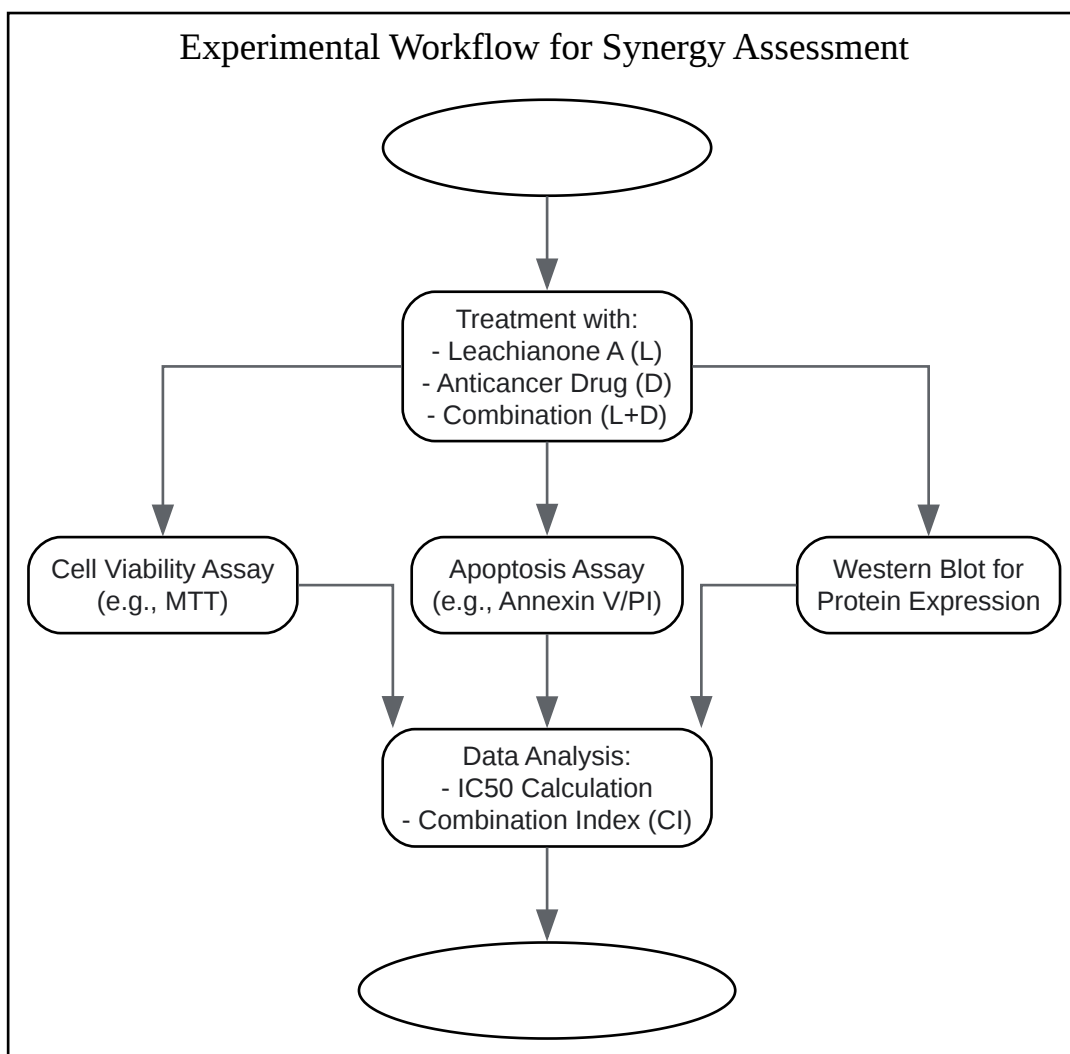 Experimental Workflow for Synergy Assessment
Treatment with:
- Leachianone A (L)
- Anticancer Drug (D)
- Combination (L+D)
Cell Viability Assay
(e.g., MTT)
Apoptosis Assay
(e.g., Annexin V/PI)
Western Blot for
Protein Expression
Data Analysis:
- IC50 Calculation
- Combination Index (CI)